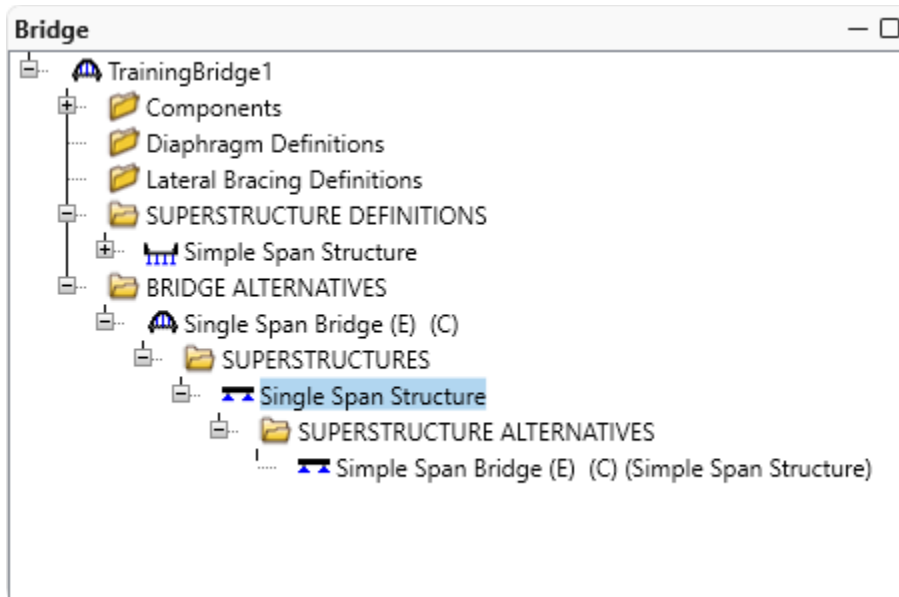 Bridge
TrainingBridge1
Components
Diaphragm Definitions
Lateral Bracing Definitions
SUPERSTRUCTURE DEFINITIONS
Simple Span Structure
BRIDGE ALTERNATIVES
Single Span Bridge (E) (C)
SUPERSTRUCTURES
Single Span Structure
SUPERSTRUCTURE ALTERNATIVES
Simple Span Bridge (E) (C) (Simple Span Structure)